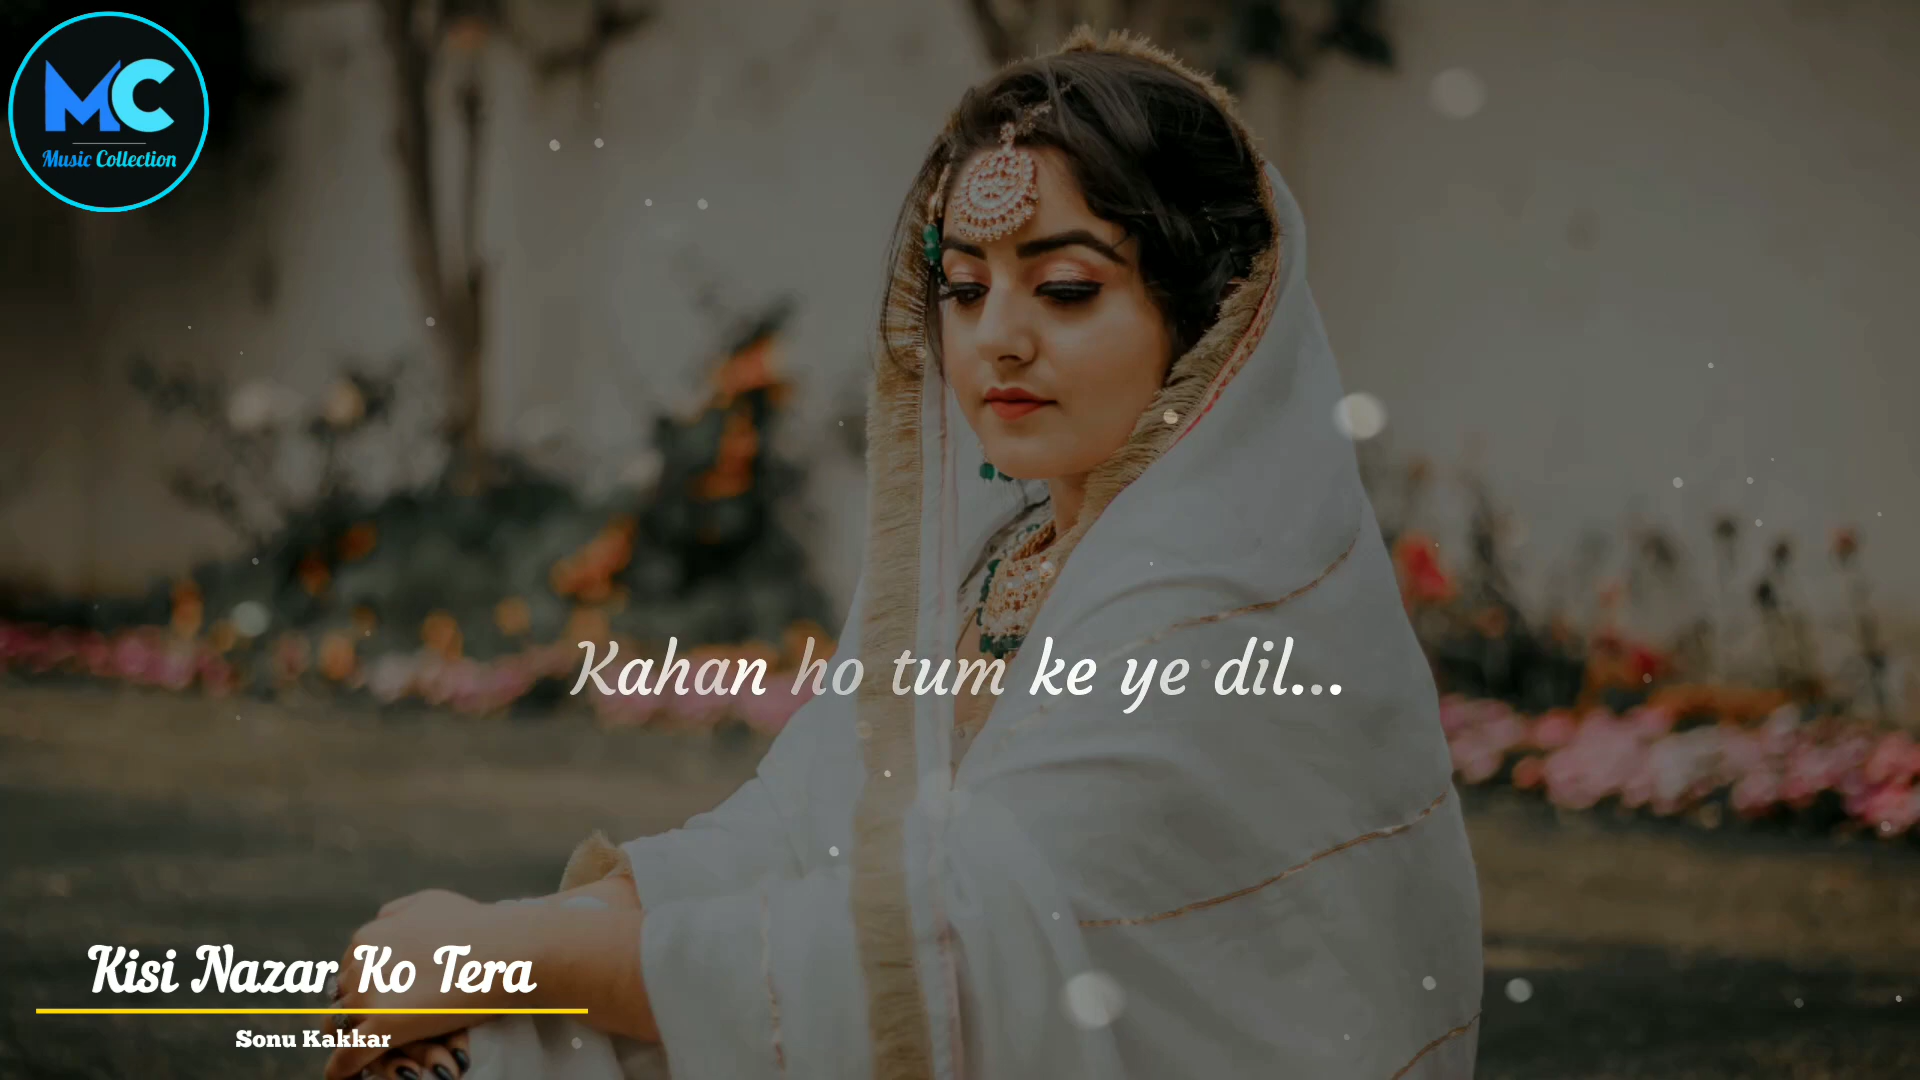 MC
Music Collection
Kahan ho tum ke ye dil...
Kisi Nazar Ko Tera
Sonu Kakkar